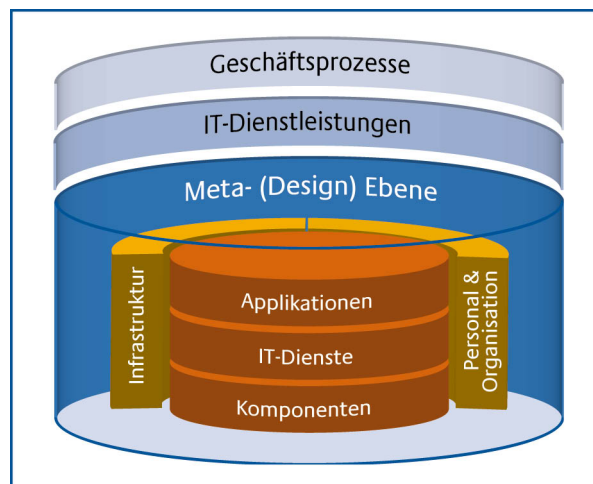 Geschäftsprozesse
IT-Dienstleistungen
Meta- (Design) Ebene
Infrastruktur
Applikationen
IT-Dienste
Komponenten
Personal &
Organisation